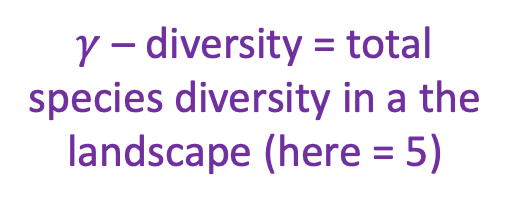 γ – diversity = total
species diversity in a the
landscape (here = 5)